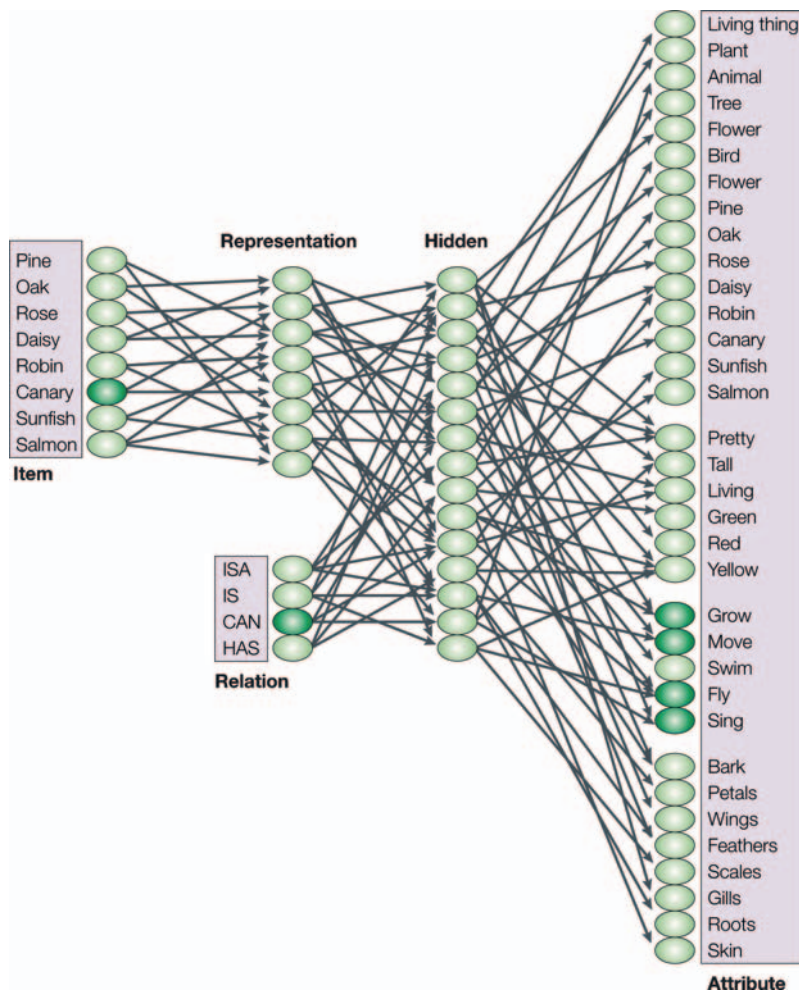 Living thing
Plant
Animal
Tree
Flower
Bird
Flower
Pine
Oak
Rose
Daisy
Robin
Canary
Sunfish
Salmon
Pretty
Tall
Living
Green
Red
Yellow
Grow
Move
Swim
Fly
Sing
Bark
Petals
Wings
Feathers
Scales
Gills
Roots
Skin
Attribute
Representation
Hidden
Pine
Oak
Rose
Daisy
Robin
Canary
Sunfish
Salmon
Item
ISA
IS
CAN
HAS
Relation